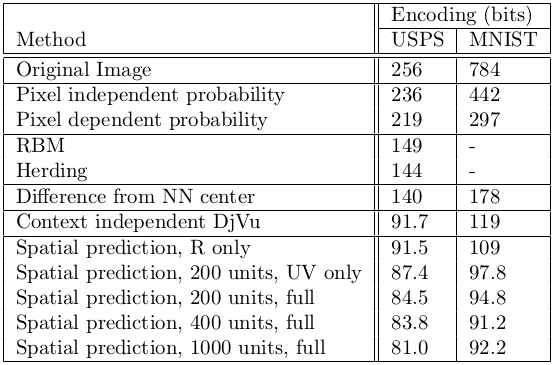 Encoding (bits)
Method USPS MNIST
Original Image 256 784
Pixel independent probability 236 442
Pixel dependent probability 219 297
RBM 149 -
Herding 144 -
Difference from NN center 140 178
Context independent DjVu 91.7 119
Spatial prediction, R only 91.5 109
Spatial prediction, 200 units, UV only 87.4 97.8
Spatial prediction, 200 units, full 84.5 94.8
Spatial prediction, 400 units, full 83.8 91.2
Spatial prediction, 1000 units, full 81.0 92.2